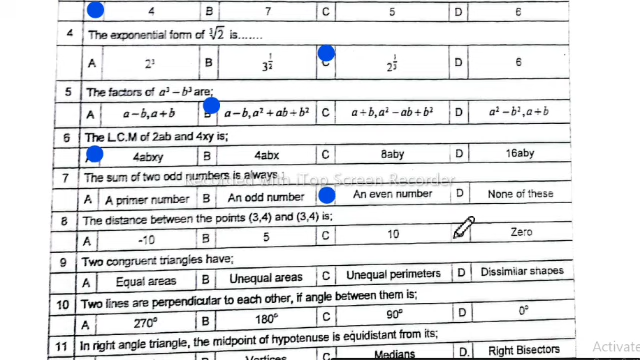 4 B 7 C 5 D 6
4 The exponential form of ∛2 is.......
A 2³ B 3^(1/2) C 2^(1/3) D 6
5 The factors of a³ − b³ are;
A a − b, a + b B a − b, a² + ab + b² C a + b, a² − ab + b² D a² − b², a + b
6 The L.C.M of 2ab and 4xy is;
A 4abxy B 4abx C 8aby D 16aby
7 The sum of two odd numbers is always
Recorded with iTop Screen Recorder
A A primer number B An odd number An even number D None of these
8 The distance between the points (3,4) and (3,4) is;
A -10 B 5 C 10 Zero
9 Two congruent triangles have;
A Equal areas B Unequal areas C Unequal perimeters D Dissimilar shapes
10 Two lines are perpendicular to each other, if angle between them is;
A 270° B 180° C 90° D 0°
11 In right angle triangle, the midpoint of hypotenuse is equidistant from its;
Vertices C Medians D. Right Bisectors
Activate